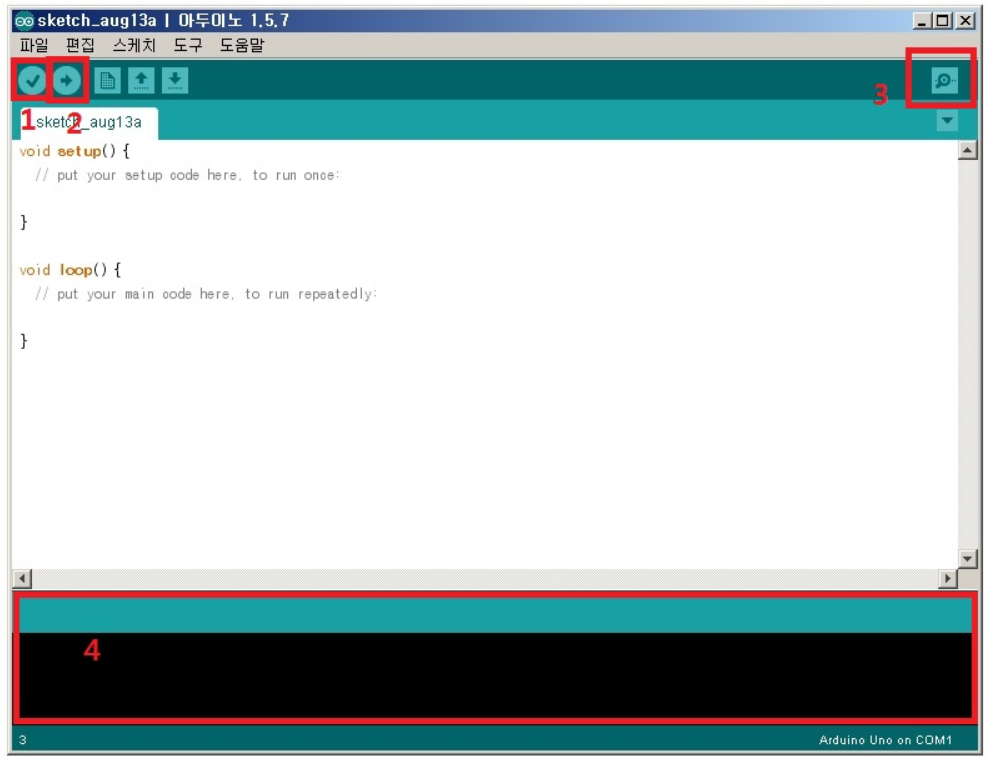 sketch_aug13a | 아두이노 1.5.7
파일 편집 스케치 도구 도움말
3
1 2
sketch_aug13a
void setup() {
// put your setup code here, to run once:
}
void loop() {
// put your main code here, to run repeatedly:
}
4
3 Arduino Uno on COM1